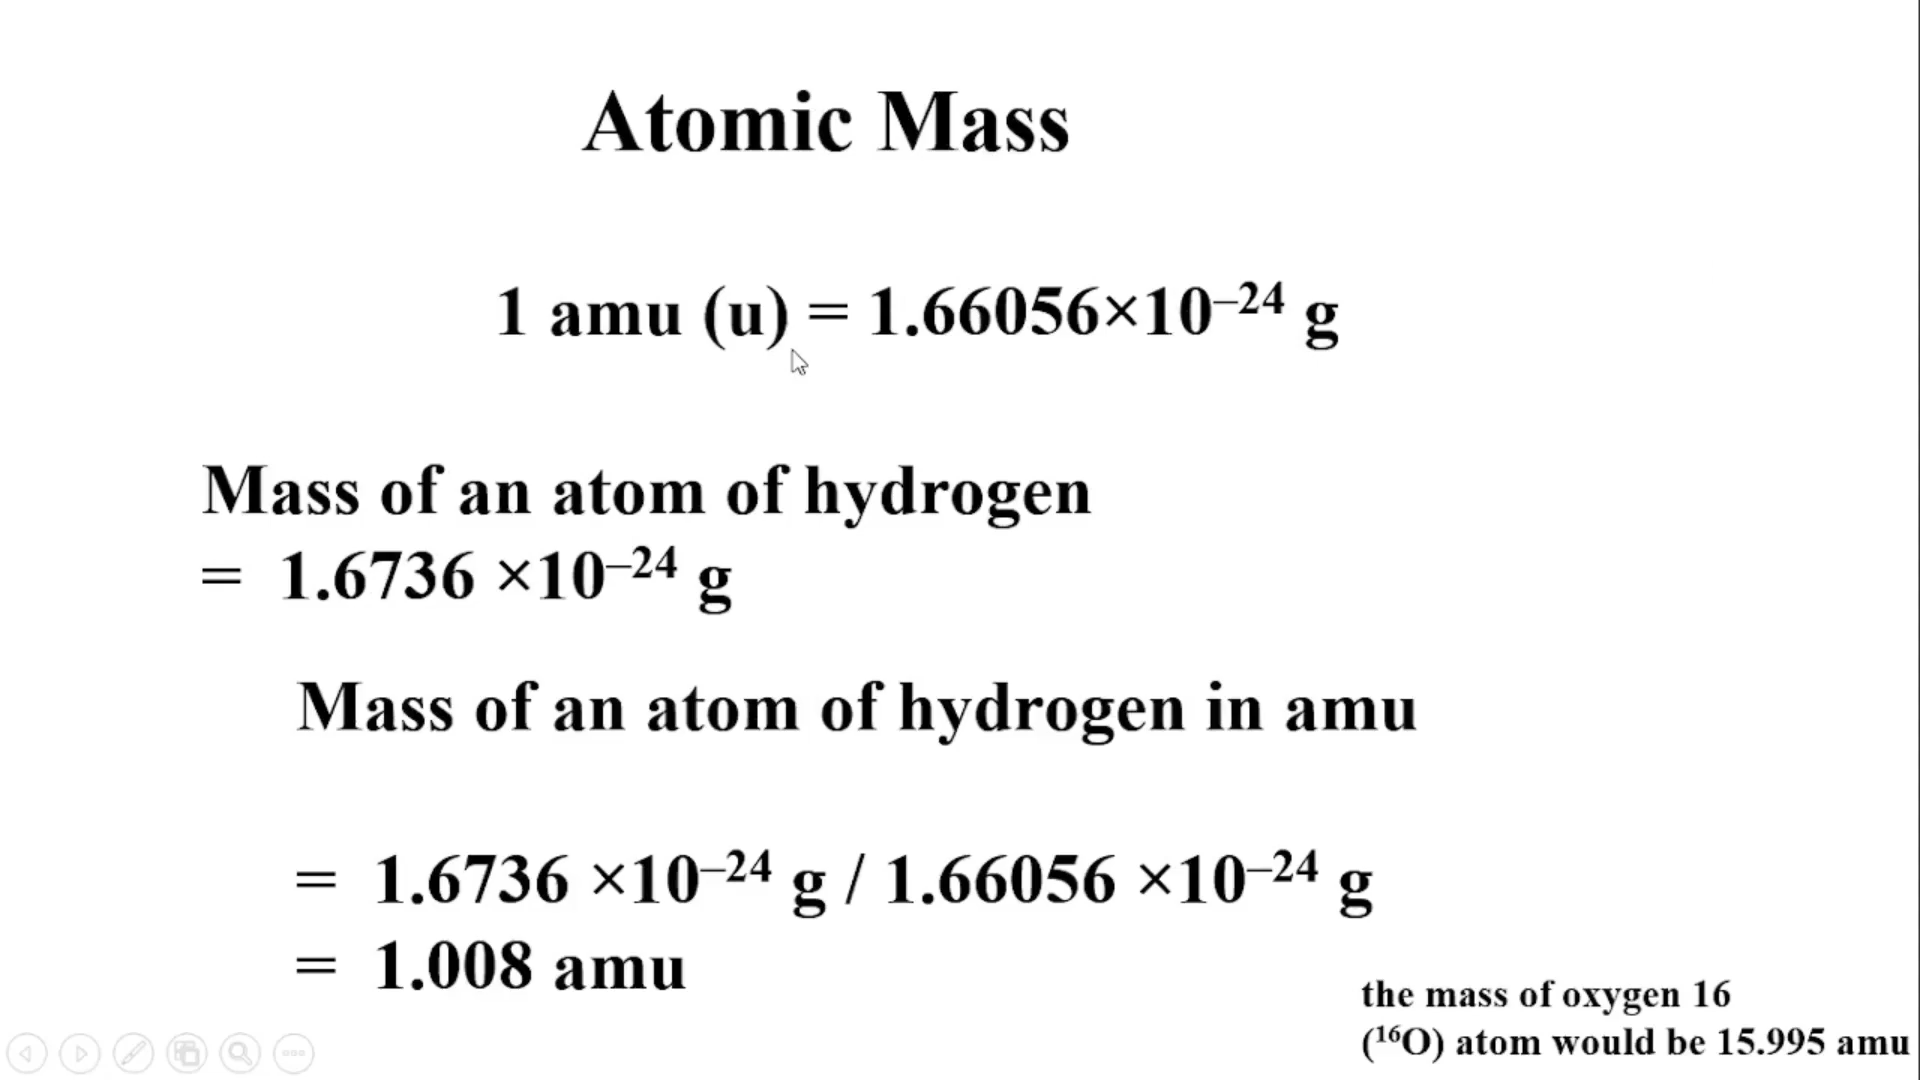 Atomic Mass
1 amu (u) = 1.66056×10⁻²⁴ g
Mass of an atom of hydrogen
= 1.6736 ×10⁻²⁴ g
Mass of an atom of hydrogen in amu
= 1.6736 ×10⁻²⁴ g / 1.66056 ×10⁻²⁴ g
= 1.008 amu
the mass of oxygen 16
(¹⁶O) atom would be 15.995 amu